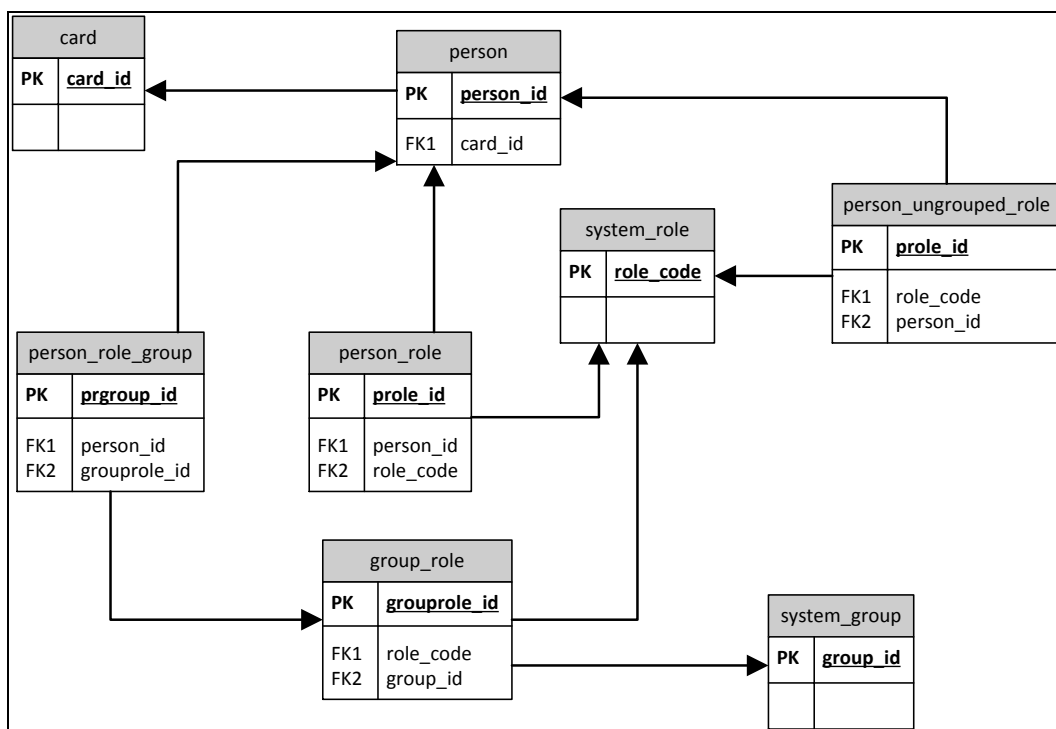 card
PK card_id
person
PK person_id
FK1 card_id
person_ungrouped_role
PK prole_id
FK1 role_code
FK2 person_id
system_role
PK role_code
person_role_group
PK prgroup_id
FK1 person_id
FK2 grouprole_id
person_role
PK prole_id
FK1 person_id
FK2 role_code
group_role
PK grouprole_id
FK1 role_code
FK2 group_id
system_group
PK group_id